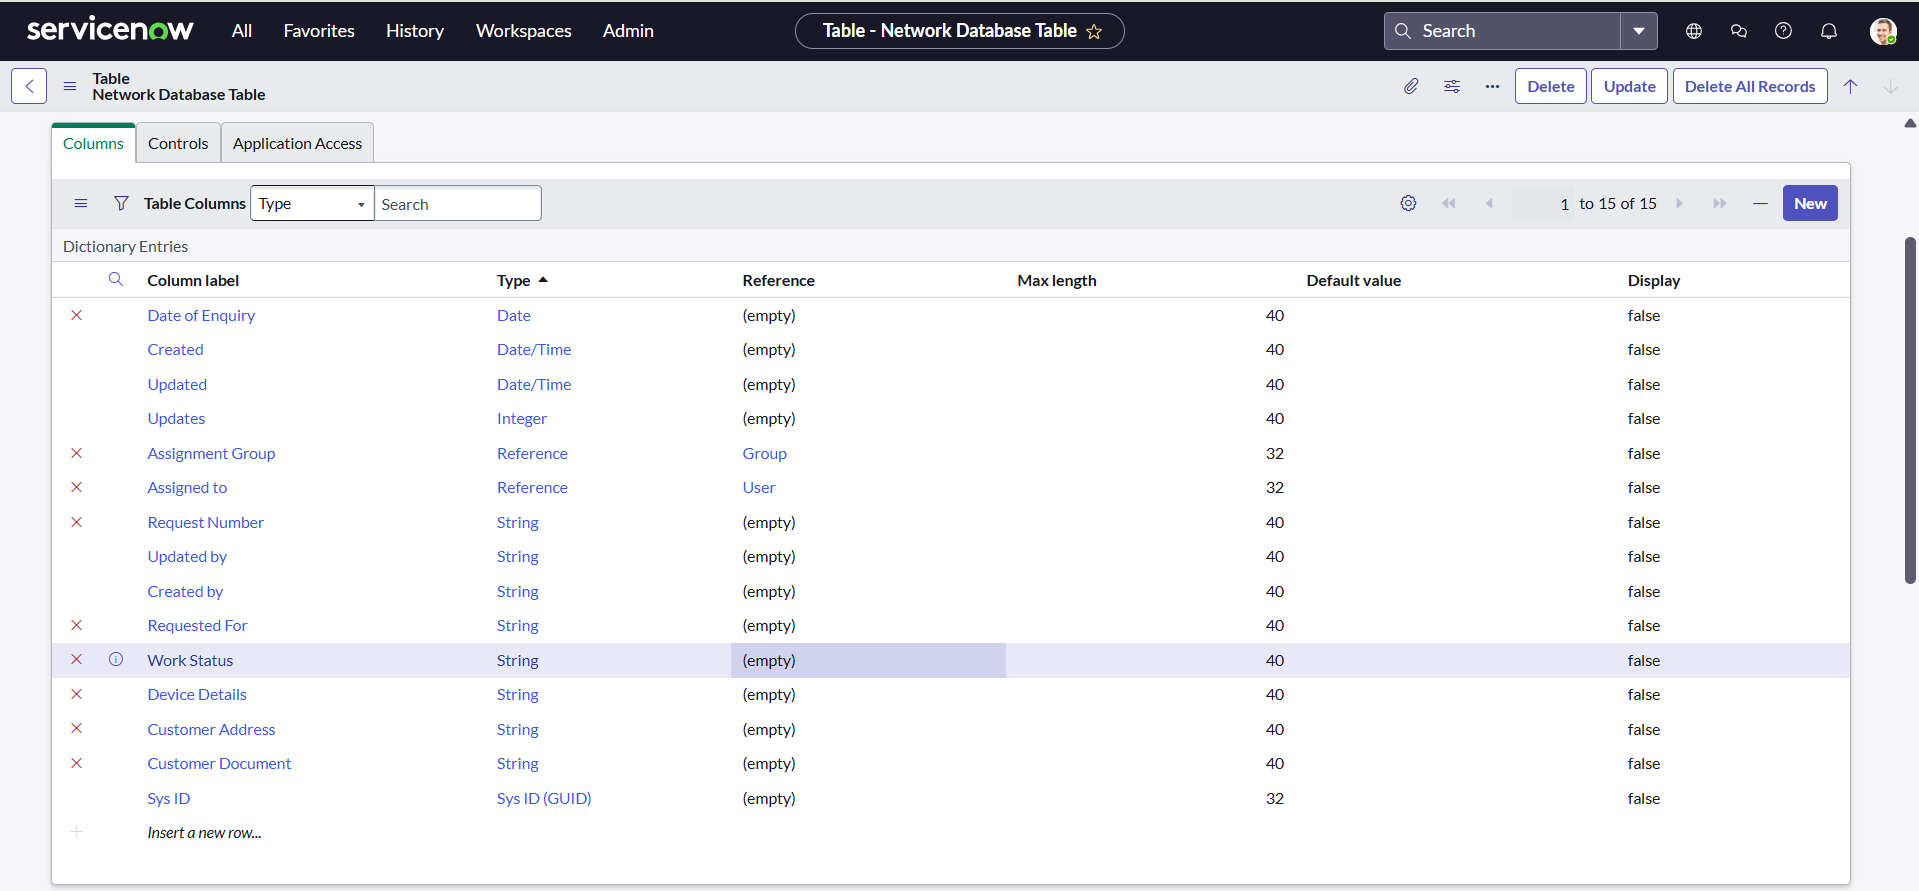 servicenow All Favorites History Workspaces Admin Table - Network Database Table Search
Table
Network Database Table
Delete Update Delete All Records
Columns Controls Application Access
Table Columns Type Search 1 to 15 of 15 New
Dictionary Entries
Column label Type Reference Max length Default value Display
Date of Enquiry Date (empty) 40 false
Created Date/Time (empty) 40 false
Updated Date/Time (empty) 40 false
Updates Integer (empty) 40 false
Assignment Group Reference Group 32 false
Assigned to Reference User 32 false
Request Number String (empty) 40 false
Updated by String (empty) 40 false
Created by String (empty) 40 false
Requested For String (empty) 40 false
Work Status String (empty) 40 false
Device Details String (empty) 40 false
Customer Address String (empty) 40 false
Customer Document String (empty) 40 false
Sys ID Sys ID (GUID) (empty) 32 false
Insert a new row...